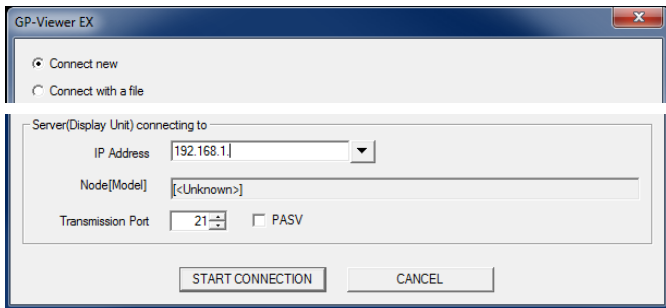 GP-Viewer EX
Connect new
Connect with a file
Server(Display Unit) connecting to
IP Address 192.168.1.
Node[Model] [<Unknown>]
Transmission Port 21 PASV
START CONNECTION CANCEL